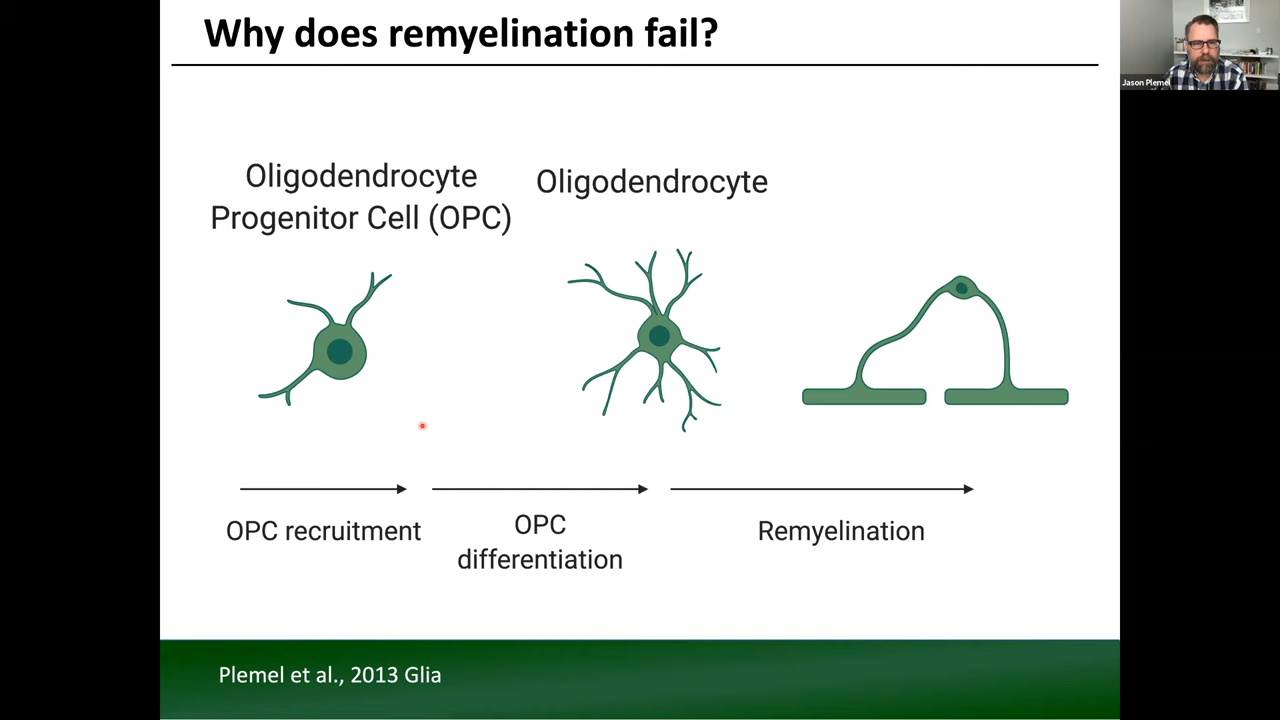 Why does remyelination fail?
Jason Plemel
Oligodendrocyte
Progenitor Cell (OPC)
Oligodendrocyte
OPC recruitment
OPC
differentiation
Remyelination
Plemel et al., 2013 Glia